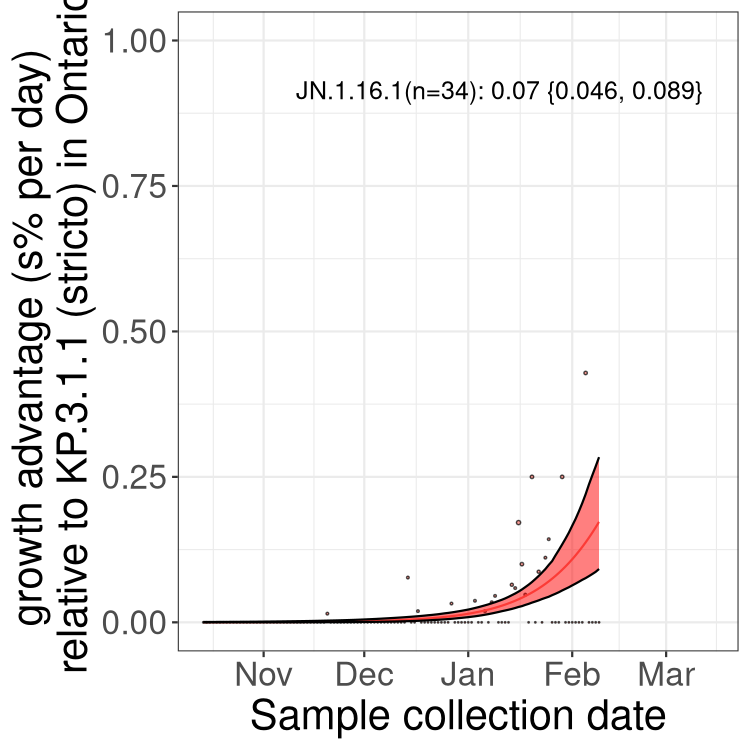 growth advantage (s% per day)
relative to KP.3.1.1 (stricto) in Ontario
1.00
JN.1.16.1(n=34): 0.07 {0.046, 0.089}
0.75
0.50
0.25
0.00
Nov Dec Jan Feb Mar
Sample collection date